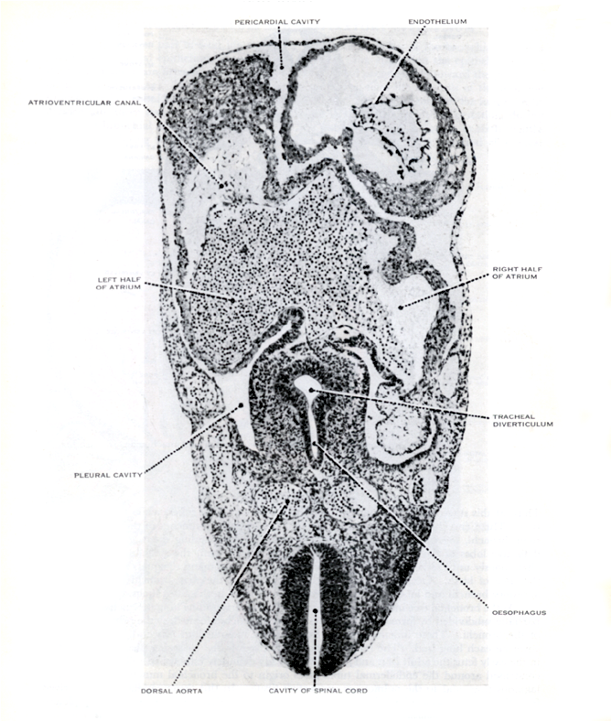 PERICARDIAL CAVITY
ENDOTHELIUM
ATRIOVENTRICULAR CANAL
LEFT HALF
OF ATRIUM
RIGHT HALF
OF ATRIUM
TRACHEAL
DIVERTICULUM
PLEURAL CAVITY
OESOPHAGUS
DORSAL AORTA
CAVITY OF SPINAL CORD